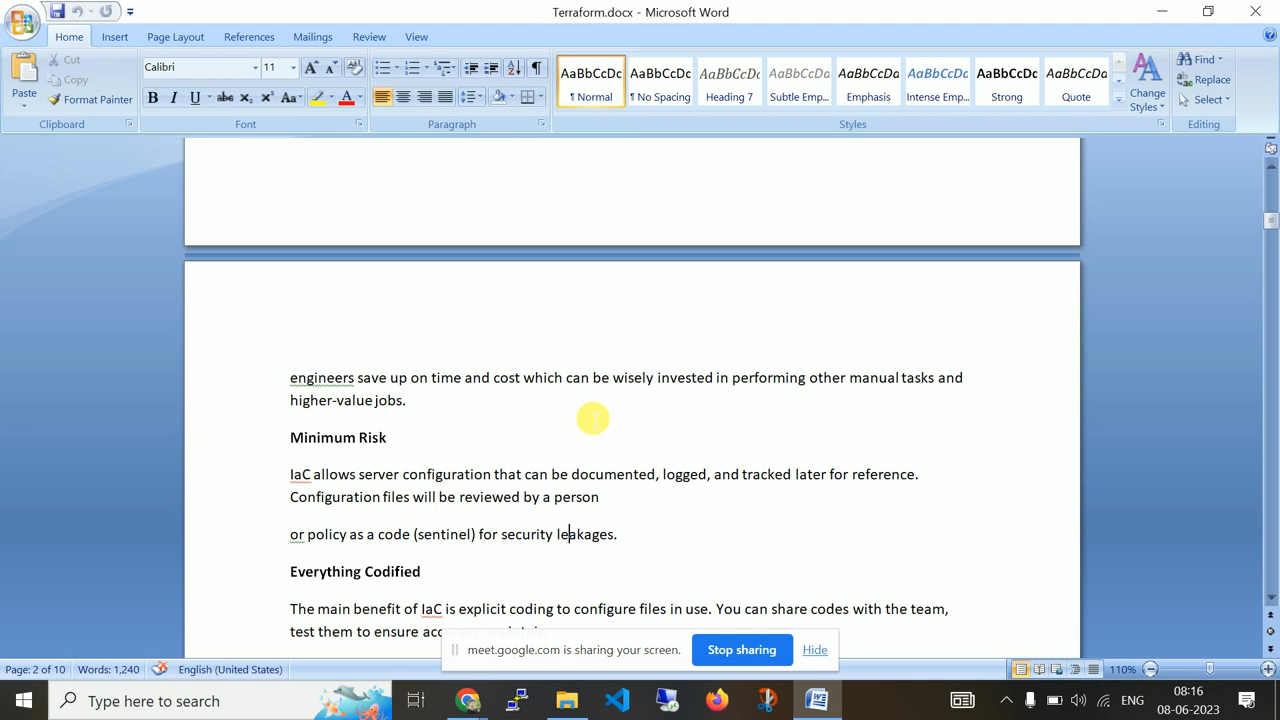 Terraform.docx - Microsoft Word
Home Insert Page Layout References Mailings Review View
Paste
Cut
Copy
Format Painter
Clipboard
Calibri 11
Font
Paragraph
AaBbCcDc AaBbCcDc AaBbCcDc AaBbCcDc AaBbCcDc AaBbCcDc AaBbCcDc AaBbCcDc
¶ Normal ¶ No Spacing Heading 7 Subtle Emp... Emphasis Intense Emp... Strong Quote
Change Styles
Styles
Find
Replace
Select
Editing
engineers save up on time and cost which can be wisely invested in performing other manual tasks and
higher-value jobs.
Minimum Risk
IaC allows server configuration that can be documented, logged, and tracked later for reference.
Configuration files will be reviewed by a person
or policy as a code (sentinel) for security leakages.
Everything Codified
The main benefit of IaC is explicit coding to configure files in use. You can share codes with the team,
test them to ensure accuracy, maintain
meet.google.com is sharing your screen. Stop sharing Hide
Page: 2 of 10 Words: 1,240 English (United States) 110%
Type here to search
ENG
08:16
08-06-2023